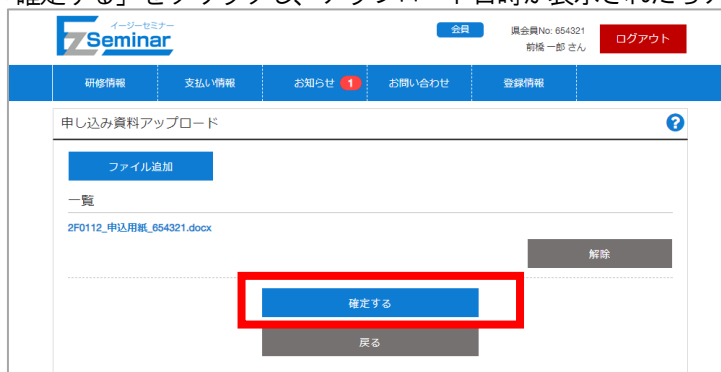 確定する」をクリックし、アップロード日時が表示されたらア
イージーセミナー
EZ Seminar
会員
県会員No: 654321
前橋 一郎 さん
ログアウト
研修情報 支払い情報 お知らせ 1 お問い合わせ 登録情報
申し込み資料アップロード
?
ファイル追加
一覧
2F0112_申込用紙_654321.docx
解除
確定する
戻る